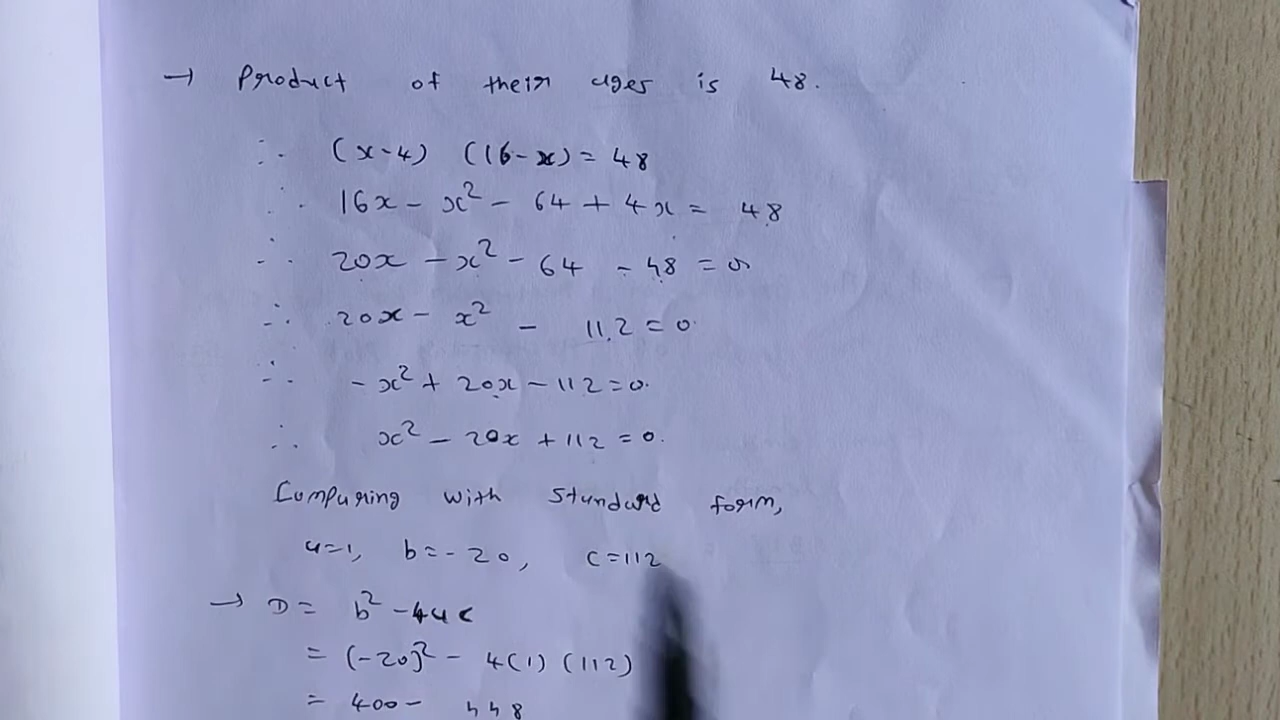 → Product of their ages is 48.
∴ (x-4) (16-x) = 48
∴ 16x - x² - 64 + 4x = 48
∴ 20x - x² - 64 - 48 = 0
∴ 20x - x² - 112 = 0
∴ -x² + 20x - 112 = 0.
∴ x² - 20x + 112 = 0.
Comparing with standard form,
a=1, b=-20, c=112
→ D = b² - 4ac
= (-20)² - 4(1) (112)
= 400 - 448